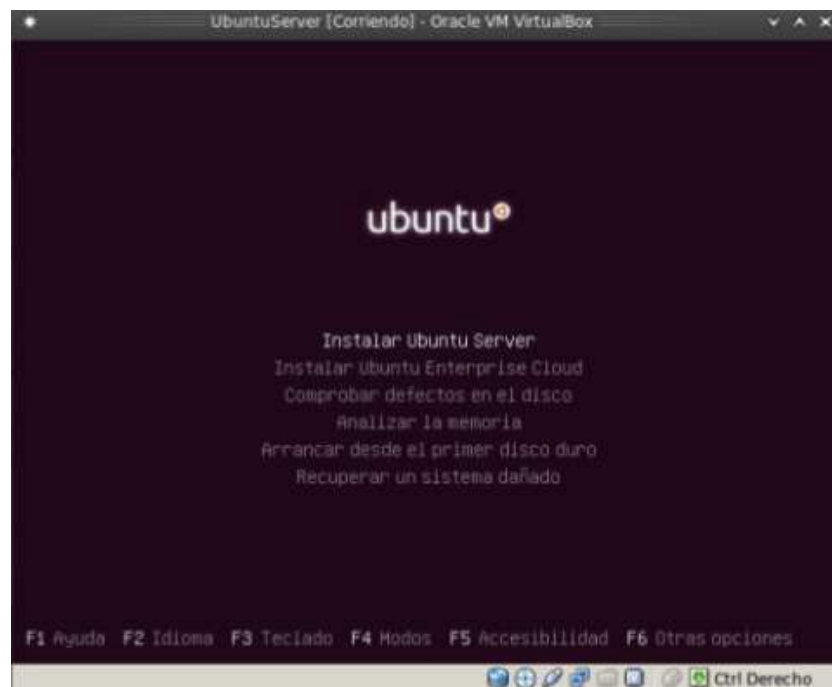 UbuntuServer [Corriendo] - Oracle VM VirtualBox
ubuntu
Instalar Ubuntu Server
Instalar Ubuntu Enterprise Cloud
Comprobar defectos en el disco
Analizar la memoria
Arrancar desde el primer disco duro
Recuperar un sistema dañado
F1 Ayuda F2 Idioma F3 Teclado F4 Modos F5 Accesibilidad F6 Otras opciones
Ctrl Derecho